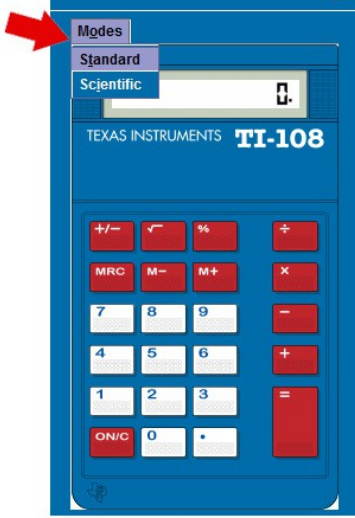 Modes
Standard
Scientific
0.
TEXAS INSTRUMENTS TI-108
+/− √ % ÷
MRC M− M+ ×
7 8 9 −
4 5 6 +
1 2 3 =
ON/C 0 .